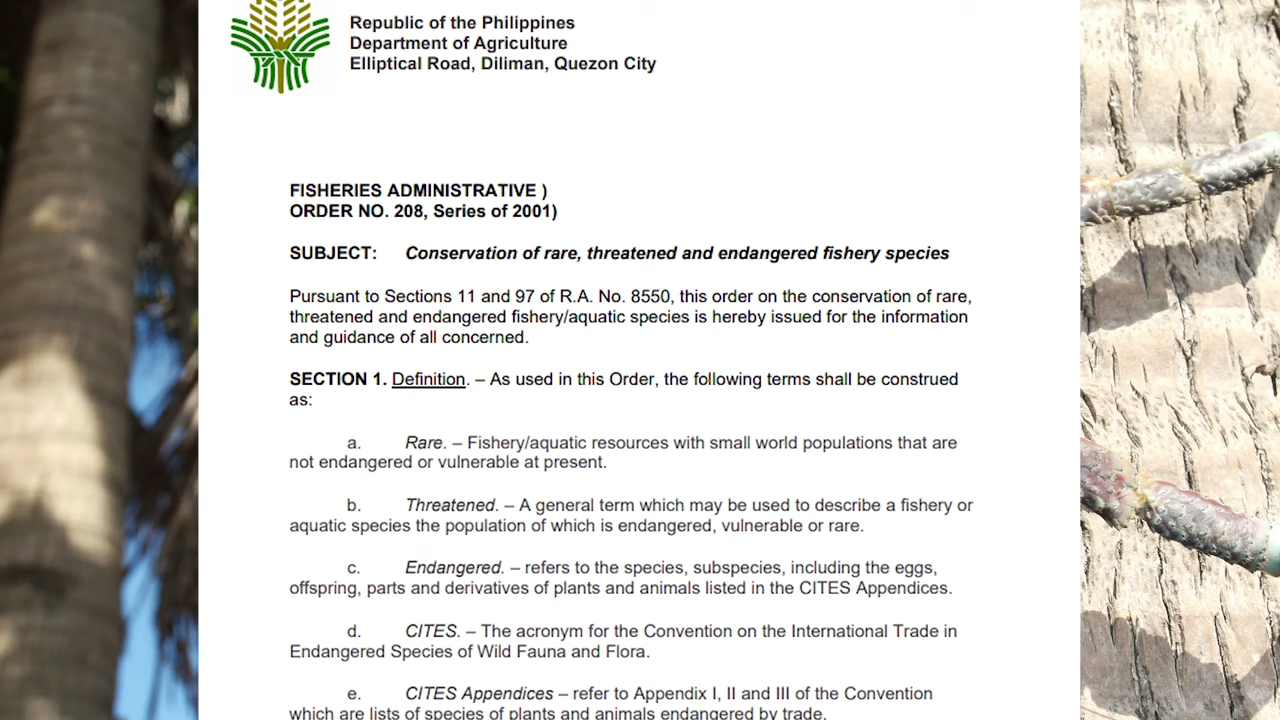 Republic of the Philippines
Department of Agriculture
Elliptical Road, Diliman, Quezon City
FISHERIES ADMINISTRATIVE )
ORDER NO. 208, Series of 2001)
SUBJECT: Conservation of rare, threatened and endangered fishery species
Pursuant to Sections 11 and 97 of R.A. No. 8550, this order on the conservation of rare,
threatened and endangered fishery/aquatic species is hereby issued for the information
and guidance of all concerned.
SECTION 1. Definition. – As used in this Order, the following terms shall be construed
as:
a. Rare. – Fishery/aquatic resources with small world populations that are
not endangered or vulnerable at present.
b. Threatened. – A general term which may be used to describe a fishery or
aquatic species the population of which is endangered, vulnerable or rare.
c. Endangered. – refers to the species, subspecies, including the eggs,
offspring, parts and derivatives of plants and animals listed in the CITES Appendices.
d. CITES. – The acronym for the Convention on the International Trade in
Endangered Species of Wild Fauna and Flora.
e. CITES Appendices – refer to Appendix I, II and III of the Convention
which are lists of species of plants and animals endangered by trade.